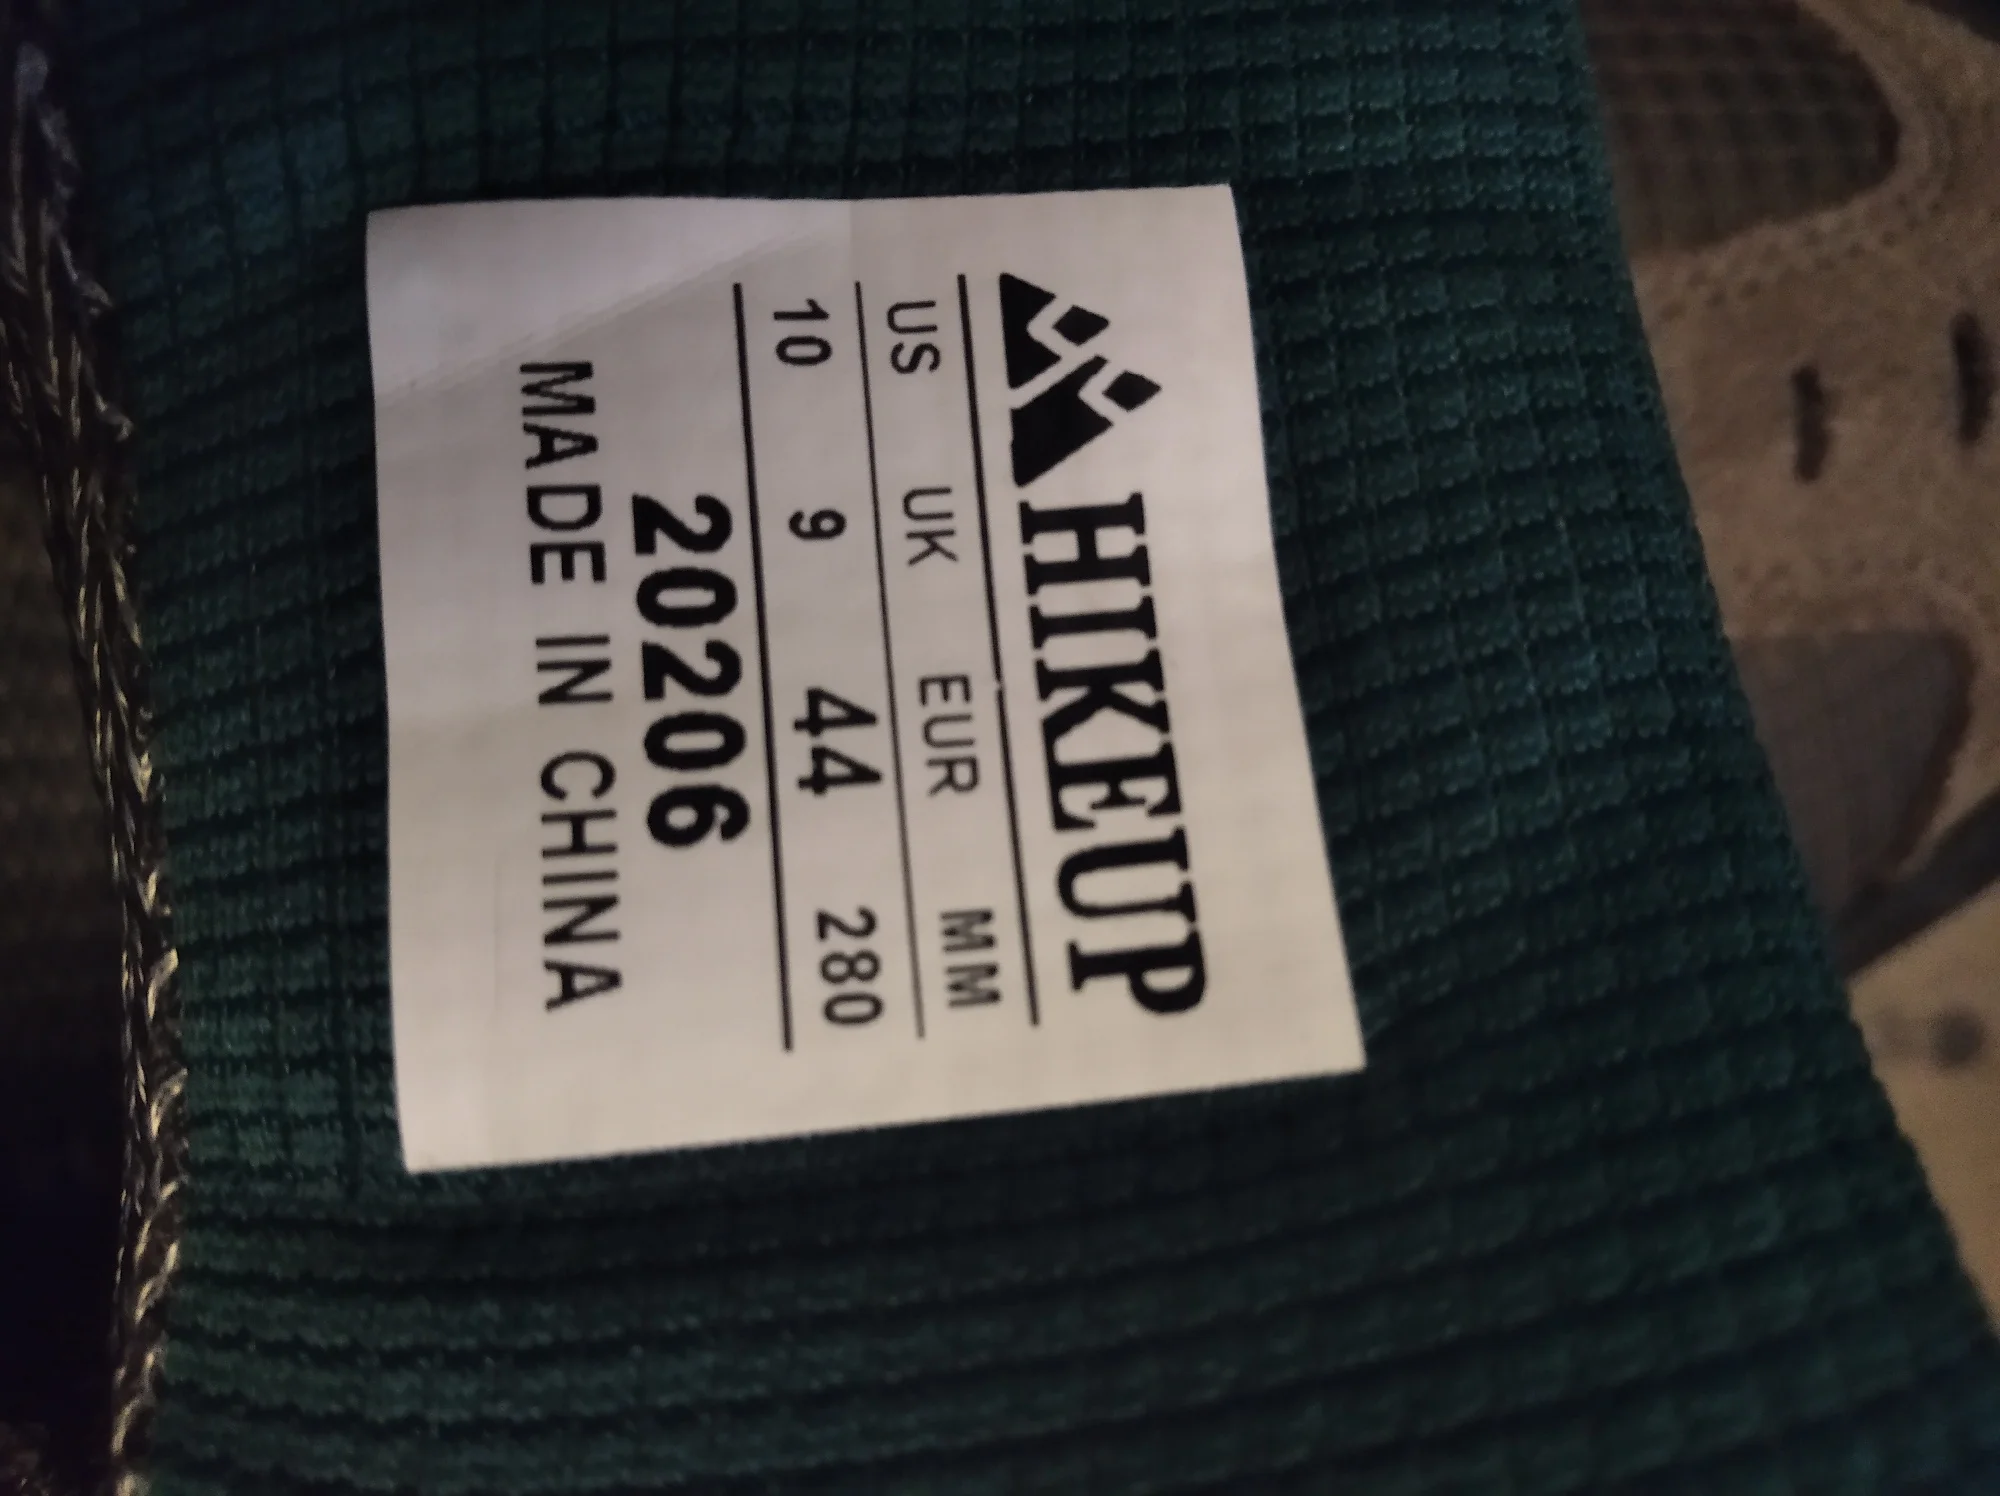 HIKEUP
US UK EUR MM
10 9 44 280
20206
MADE IN CHINA